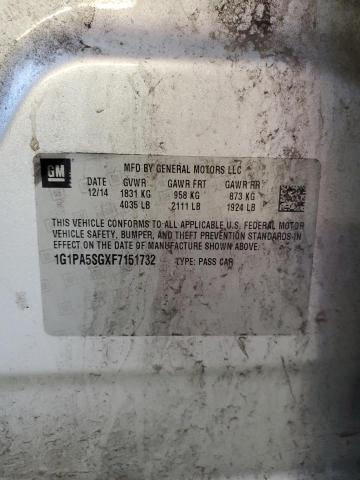 GM
MFD BY GENERAL MOTORS LLC
DATE GVWR GAWR FRT GAWR RR
12/14 1831 KG 958 KG 873 KG
4035 LB 2111 LB 1924 LB
THIS VEHICLE CONFORMS TO ALL APPLICABLE U.S. FEDERAL MOTOR
VEHICLE SAFETY, BUMPER, AND THEFT PREVENTION STANDARDS IN
EFFECT ON THE DATE OF MANUFACTURE SHOWN ABOVE.
1G1PA5SGXF7151732 TYPE: PASS CAR